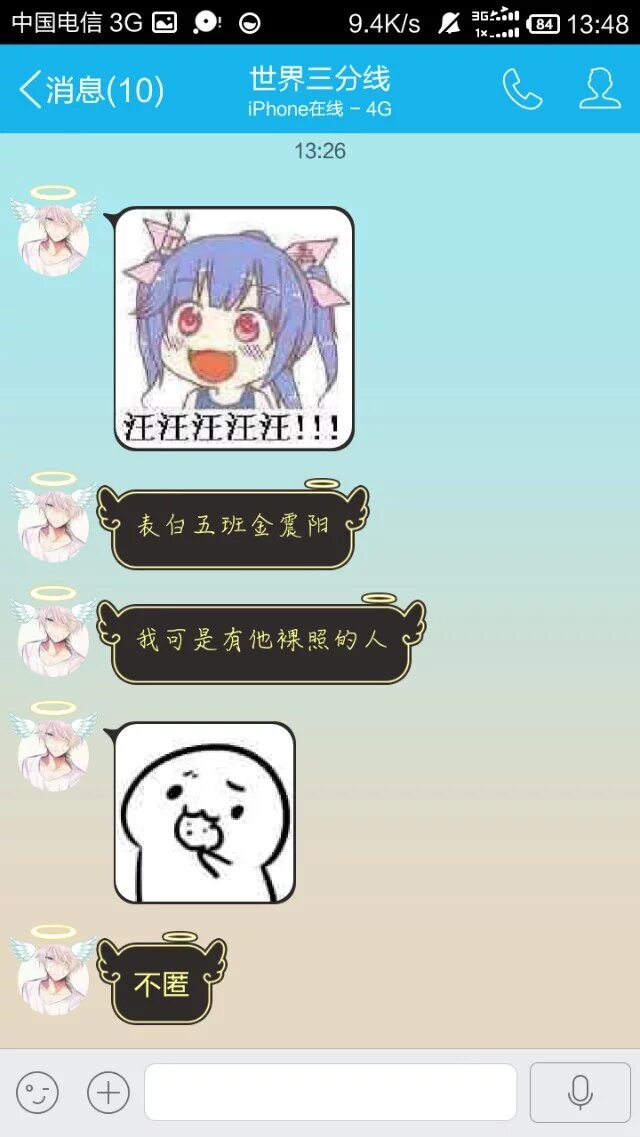 中国电信 3G 9.4K/s 3G 1× 84 13:48
消息(10) 世界三分线
iPhone在线 - 4G
13:26
汪汪汪汪汪!!!
表白五班金震阳
我可是有他裸照的人
不匿